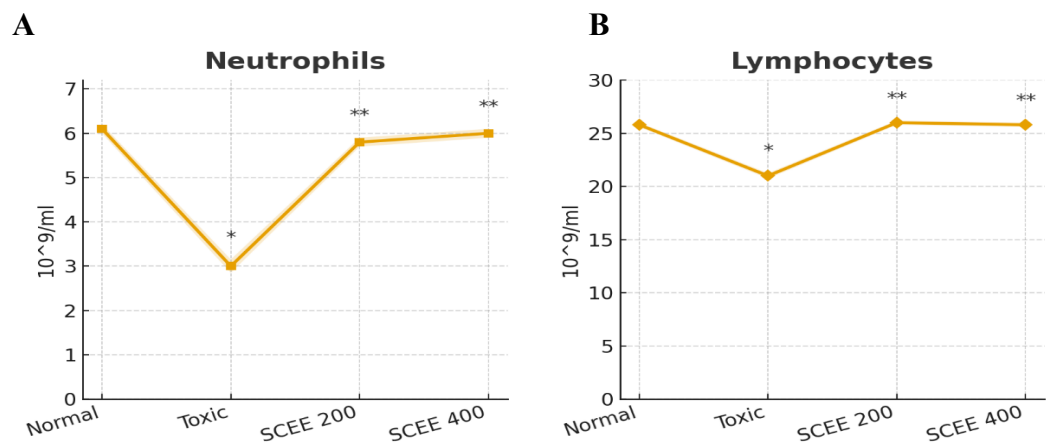 A
Neutrophils
10^9/ml
7
6
5
4
3
2
1
0
*
**
**
Normal
Toxic
SCEE 200
SCEE 400
B
Lymphocytes
10^9/ml
30
25
20
15
10
5
0
*
**
**
Normal
Toxic
SCEE 200
SCEE 400